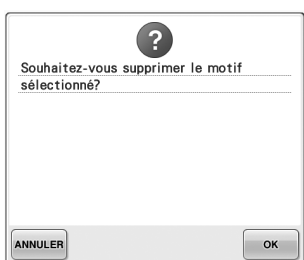 ?
Souhaitez-vous supprimer le motif
sélectionné?
ANNULER
OK